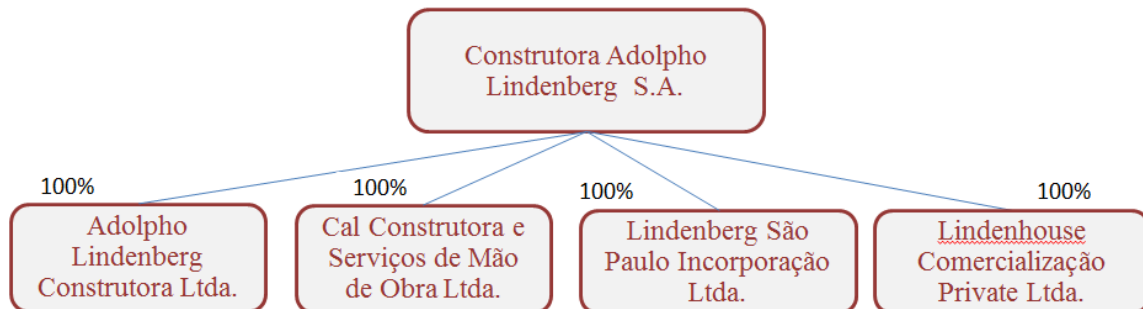 Construtora Adolpho
Lindenberg S.A.
100%
100%
100%
100%
Adolpho
Lindenberg
Construtora Ltda.
Cal Construtora e
Serviços de Mão
de Obra Ltda.
Lindenberg São
Paulo Incorporação
Ltda.
Lindenhouse
Comercialização
Private Ltda.